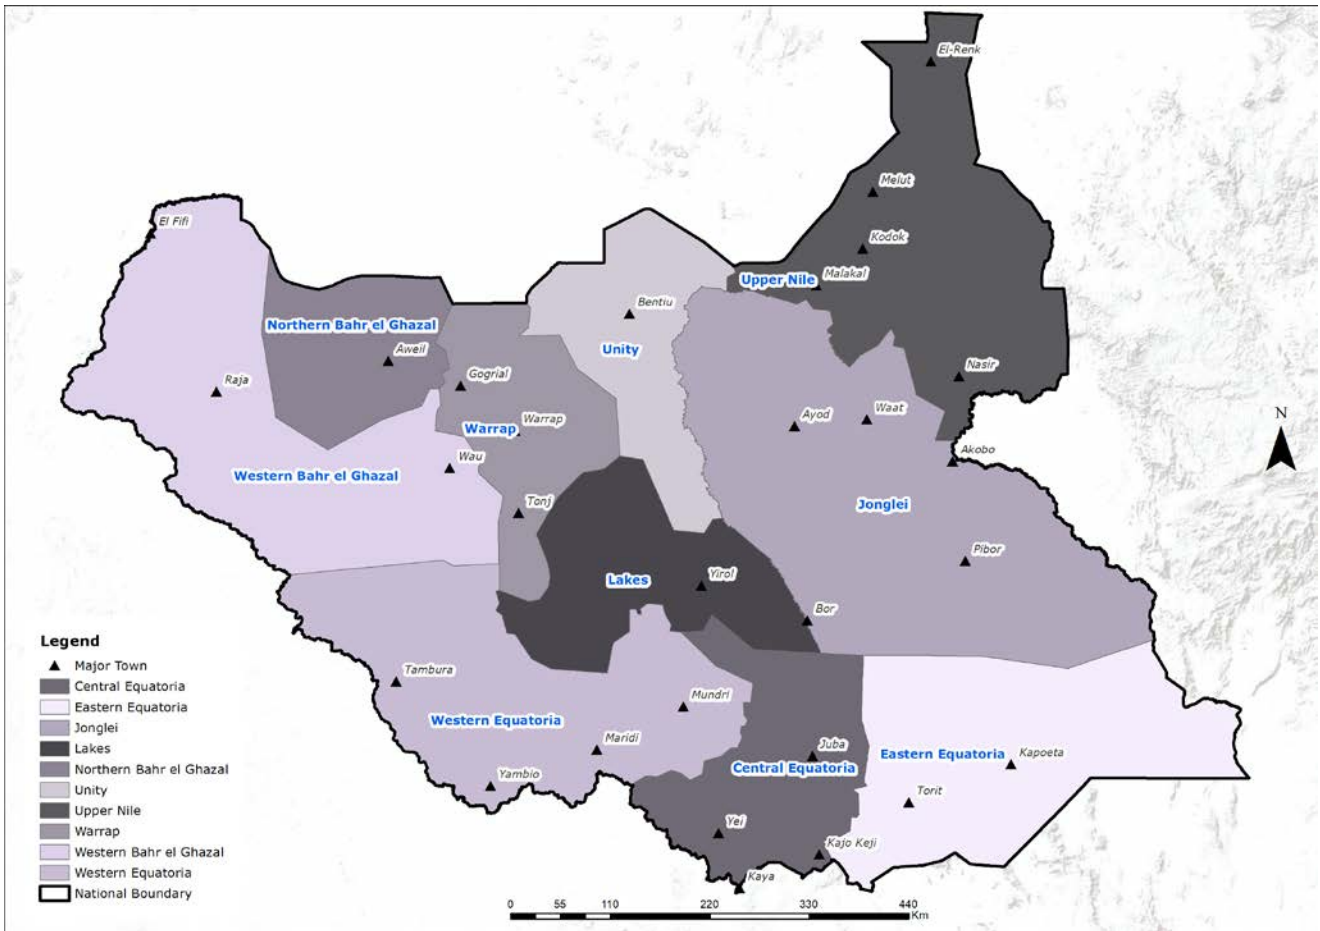 El-Renk
Melut
El Fifi
Kodok
Upper Nile
Malakal
Bentiu
Northern Bahr el Ghazal
Unity
Aweil
Nasir
Raja
Gogrial
Warrap
Warrap
Ayod
Waat
N
Wau
Akobo
Western Bahr el Ghazal
Tonj
Jonglei
Pibor
Lakes
Yirol
Bor
Legend
Major Town
Central Equatoria
Eastern Equatoria
Jonglei
Lakes
Northern Bahr el Ghazal
Unity
Upper Nile
Warrap
Western Bahr el Ghazal
Western Equatoria
National Boundary
Tambura
Mundri
Western Equatoria
Maridi
Juba
Eastern Equatoria
Kapoeta
Central Equatoria
Yambio
Torit
Yei
Kajo Keji
Kaya
0 55 110 220 330 440
Km